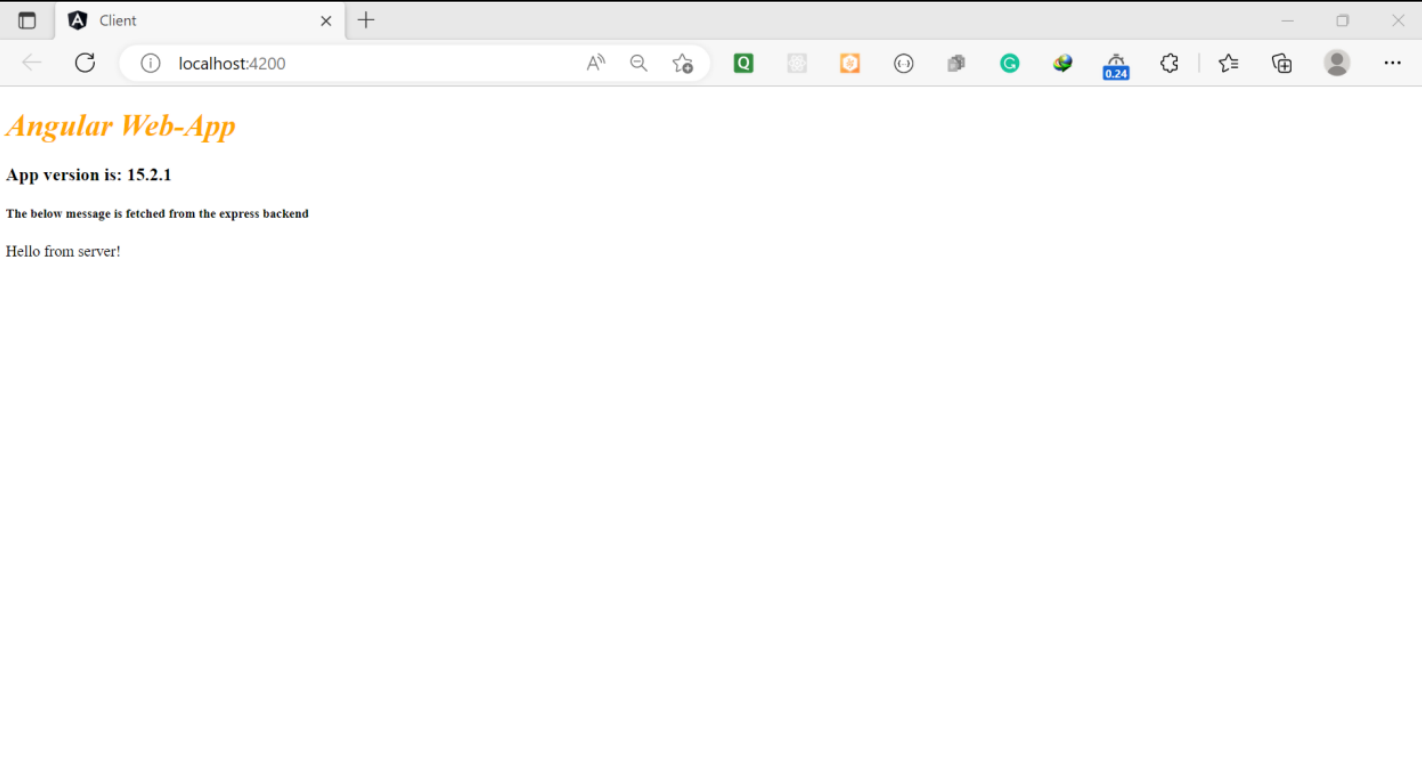 Client
localhost:4200
0.24
Angular Web-App
App version is: 15.2.1
The below message is fetched from the express backend
Hello from server!